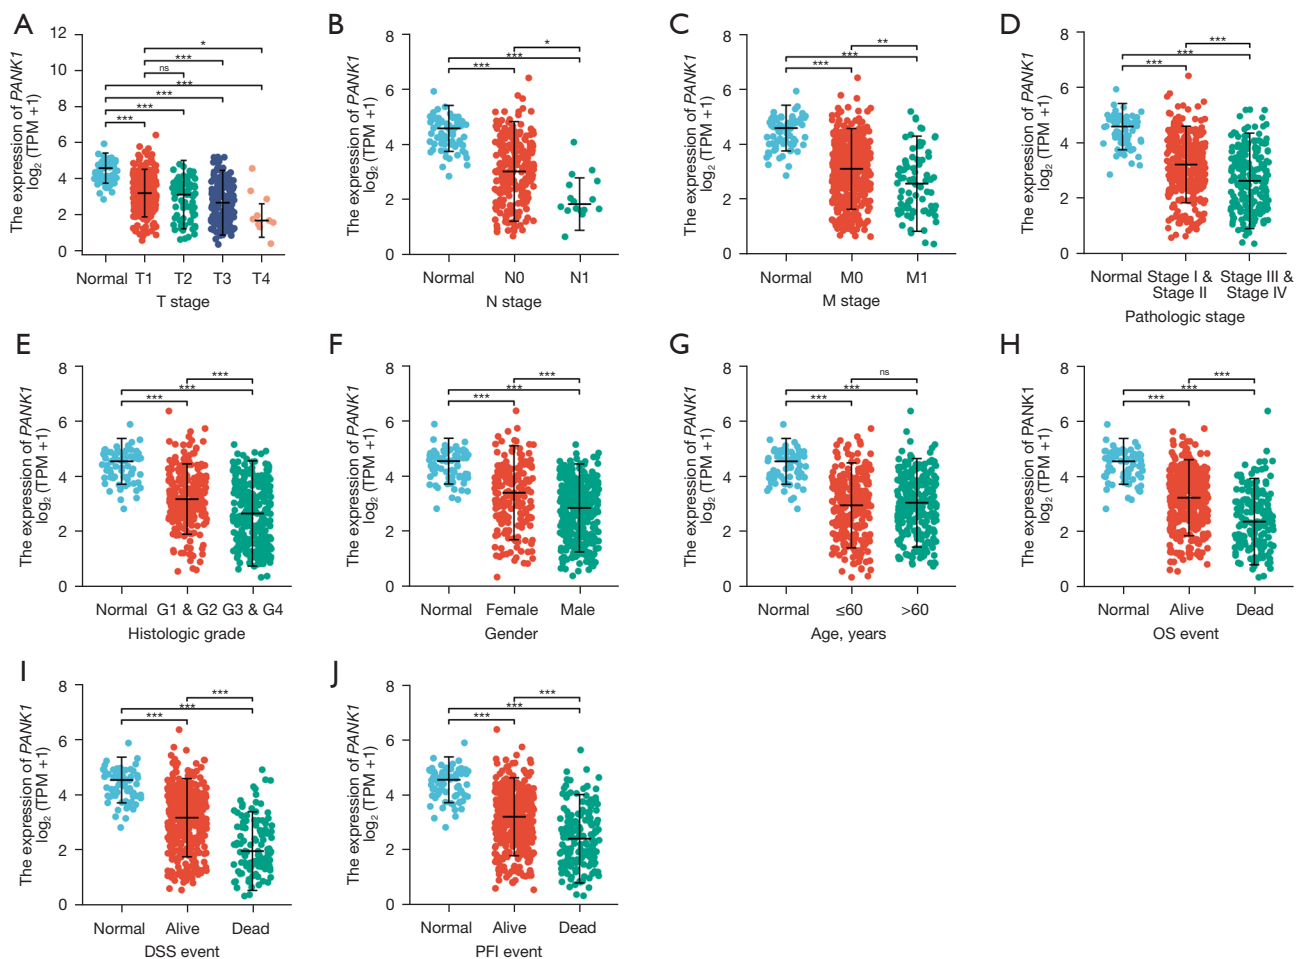 A
The expression of PANK1
log2 (TPM +1)
12
10
8
6
4
2
0
*
***
ns
***
***
***
***
Normal T1 T2 T3 T4
T stage
B
The expression of PANK1
log2 (TPM +1)
8
6
4
2
0
*
***
***
Normal N0 N1
N stage
C
The expression of PANK1
log2 (TPM +1)
8
6
4
2
0
**
***
***
Normal M0 M1
M stage
D
The expression of PANK1
log2 (TPM +1)
8
6
4
2
0
***
***
***
Normal Stage I & Stage III &
Stage II Stage IV
Pathologic stage
E
The expression of PANK1
log2 (TPM +1)
8
6
4
2
0
***
***
***
Normal G1 & G2 G3 & G4
Histologic grade
F
The expression of PANK1
log2 (TPM +1)
8
6
4
2
0
***
***
***
Normal Female Male
Gender
G
The expression of PANK1
log2 (TPM +1)
8
6
4
2
0
ns
***
***
Normal ≤60 >60
Age, years
H
The expression of PANK1
log2 (TPM +1)
8
6
4
2
0
***
***
***
Normal Alive Dead
OS event
I
The expression of PANK1
log2 (TPM +1)
8
6
4
2
0
***
***
***
Normal Alive Dead
DSS event
J
The expression of PANK1
log2 (TPM +1)
8
6
4
2
0
***
***
***
Normal Alive Dead
PFI event